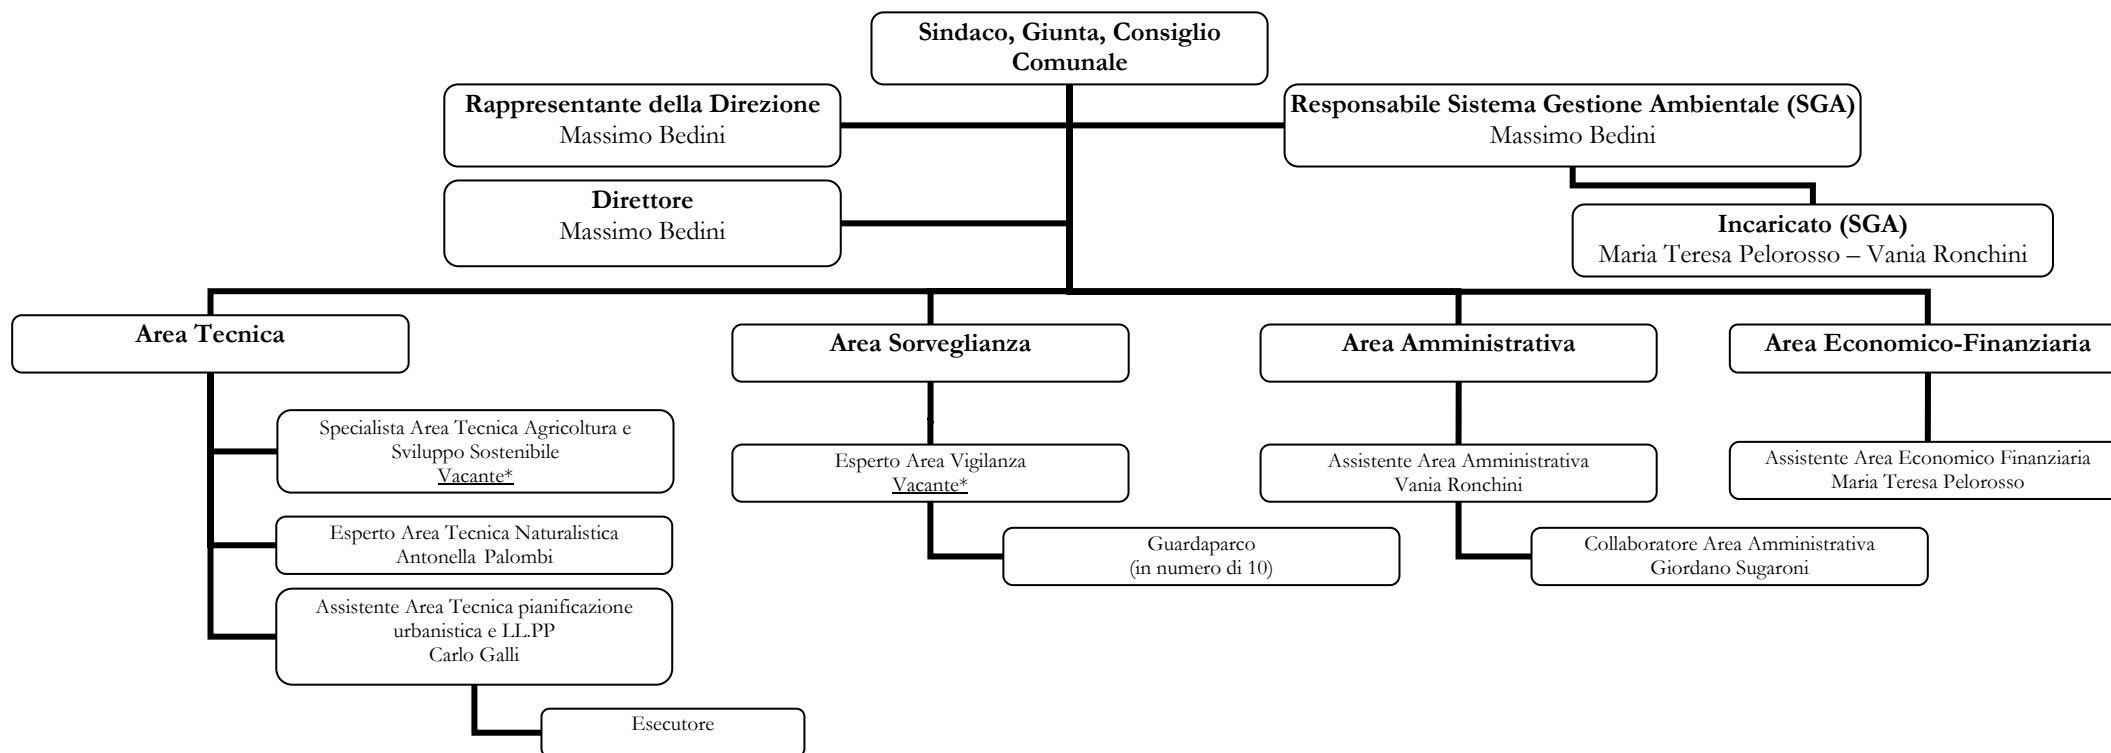 Sindaco, Giunta, Consiglio
Comunale
Rappresentante della Direzione
Massimo Bedini
Responsabile Sistema Gestione Ambientale (SGA)
Massimo Bedini
Direttore
Massimo Bedini
Incaricato (SGA)
Maria Teresa Pelorosso – Vania Ronchini
Area Tecnica
Area Sorveglianza
Area Amministrativa
Area Economico-Finanziaria
Specialista Area Tecnica Agricoltura e
Sviluppo Sostenibile
Vacante*
Esperto Area Vigilanza
Vacante*
Assistente Area Amministrativa
Vania Ronchini
Assistente Area Economico Finanziaria
Maria Teresa Pelorosso
Esperto Area Tecnica Naturalistica
Antonella Palombi
Guardaparco
(in numero di 10)
Collaboratore Area Amministrativa
Giordano Sugaroni
Assistente Area Tecnica pianificazione
urbanistica e LL.PP
Carlo Galli
Esecutore